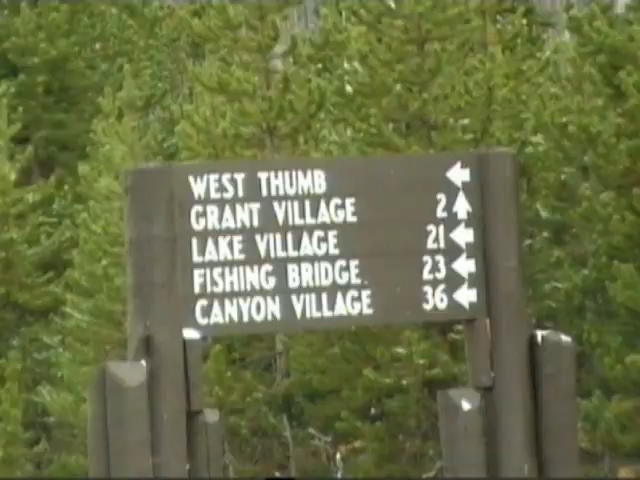 WEST THUMB
GRANT VILLAGE 2
LAKE VILLAGE 21
FISHING BRIDGE 23
CANYON VILLAGE 36